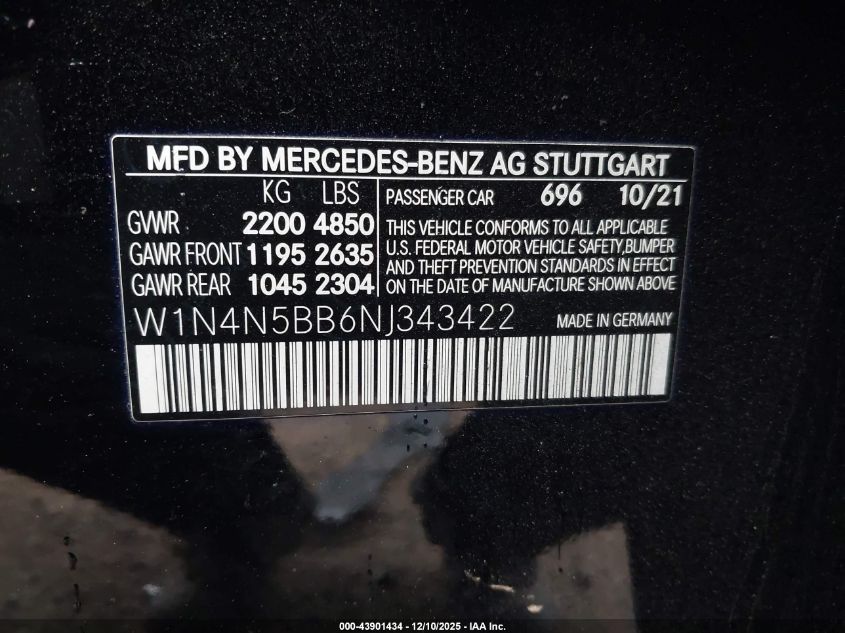 MFD BY MERCEDES-BENZ AG STUTTGART
KG LBS
GVWR 2200 4850
GAWR FRONT 1195 2635
GAWR REAR 1045 2304
PASSENGER CAR 696 10/21
THIS VEHICLE CONFORMS TO ALL APPLICABLE
U.S. FEDERAL MOTOR VEHICLE SAFETY,BUMPER
AND THEFT PREVENTION STANDARDS IN EFFECT
ON THE DATE OF MANUFACTURE SHOWN ABOVE
W1N4N5BB6NJ343422 MADE IN GERMANY
000-43901434 - 12/10/2025 - IAA Inc.